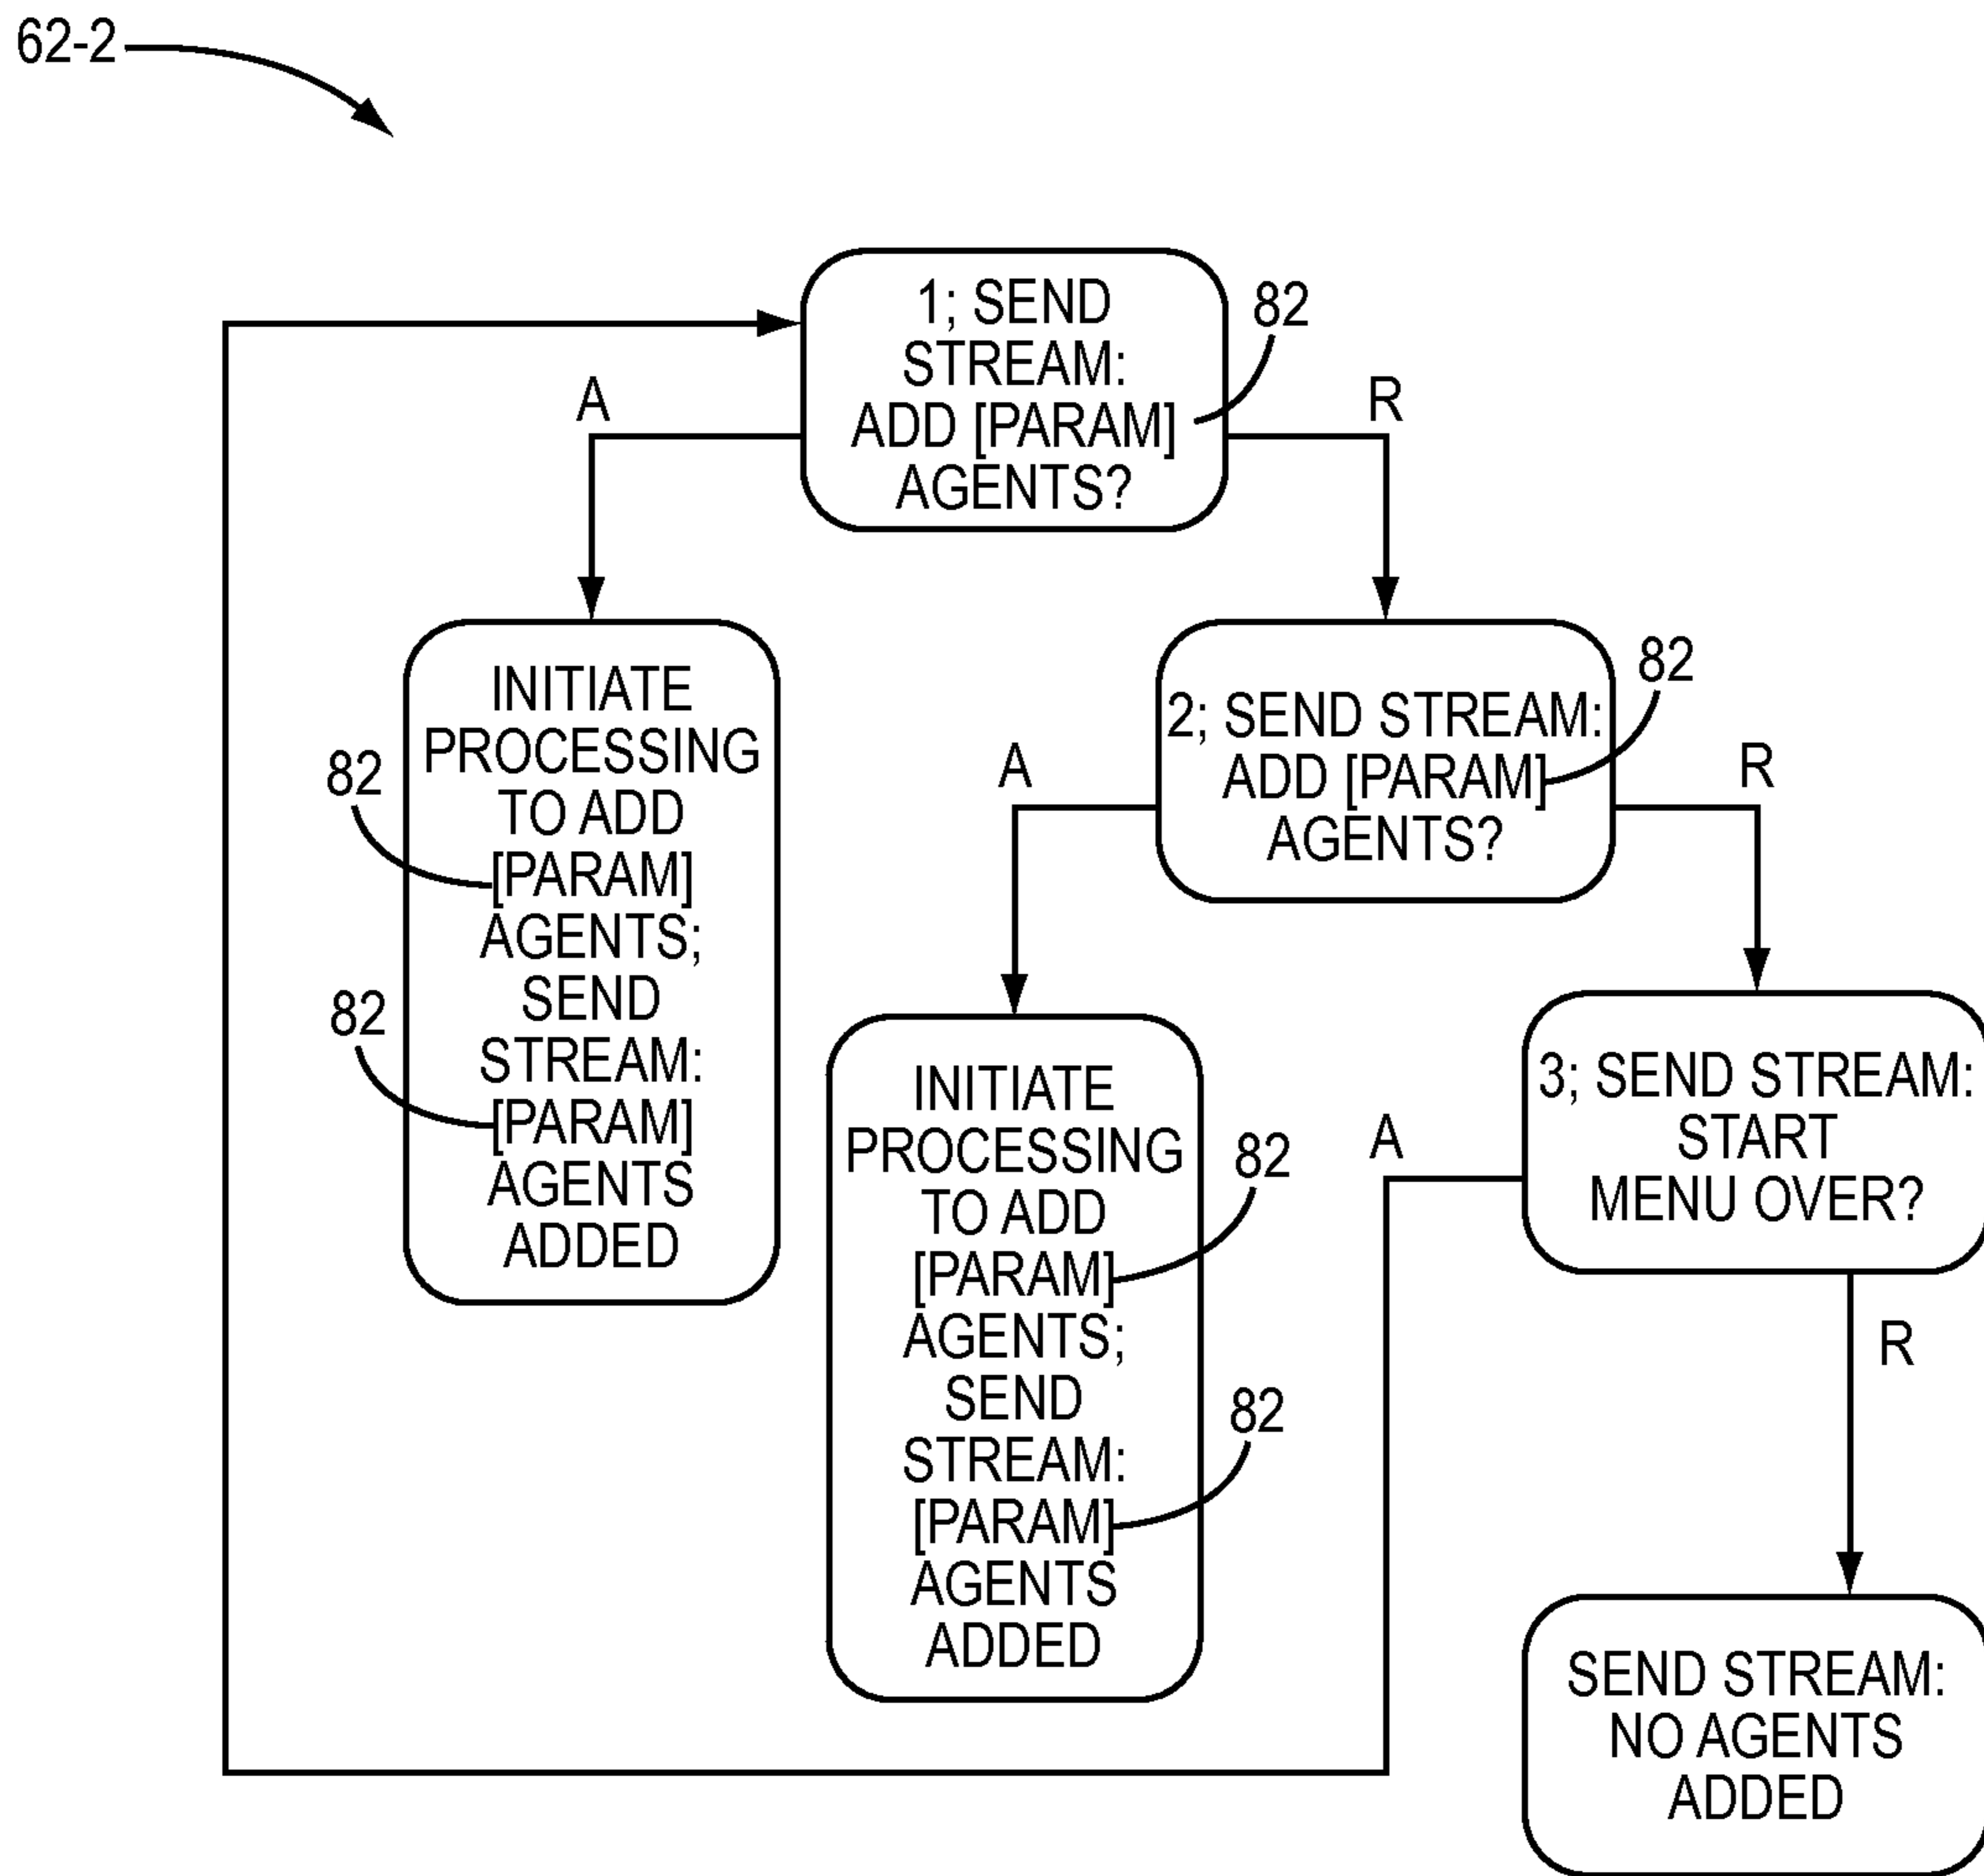 62-2
1; SEND
STREAM:
ADD [PARAM]
AGENTS?
82
A
R
INITIATE
PROCESSING
TO ADD
[PARAM]
AGENTS;
SEND
STREAM:
[PARAM]
AGENTS
ADDED
82
82
2; SEND STREAM:
ADD [PARAM]
AGENTS?
82
A
R
INITIATE
PROCESSING
TO ADD
[PARAM]
AGENTS;
SEND
STREAM:
[PARAM]
AGENTS
ADDED
82
82
3; SEND STREAM:
START
MENU OVER?
A
R
SEND STREAM:
NO AGENTS
ADDED